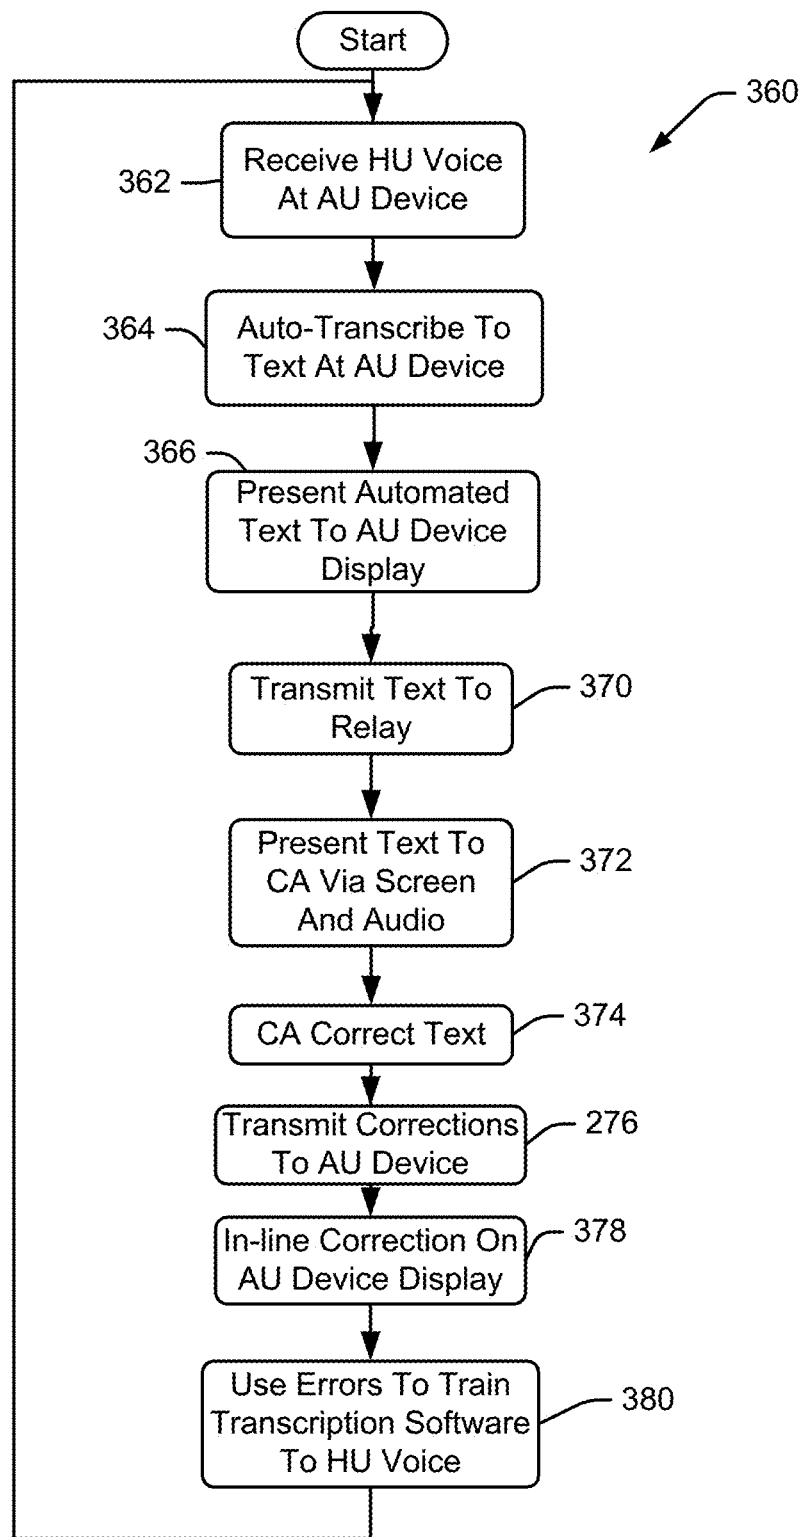 Start
360
Receive HU Voice
At AU Device
362
Auto-Transcribe To
Text At AU Device
364
366
Present Automated
Text To AU Device
Display
Transmit Text To
Relay
370
Present Text To
CA Via Screen
And Audio
372
CA Correct Text
374
Transmit Corrections
To AU Device
276
In-line Correction On
AU Device Display
378
Use Errors To Train
Transcription Software
To HU Voice
380